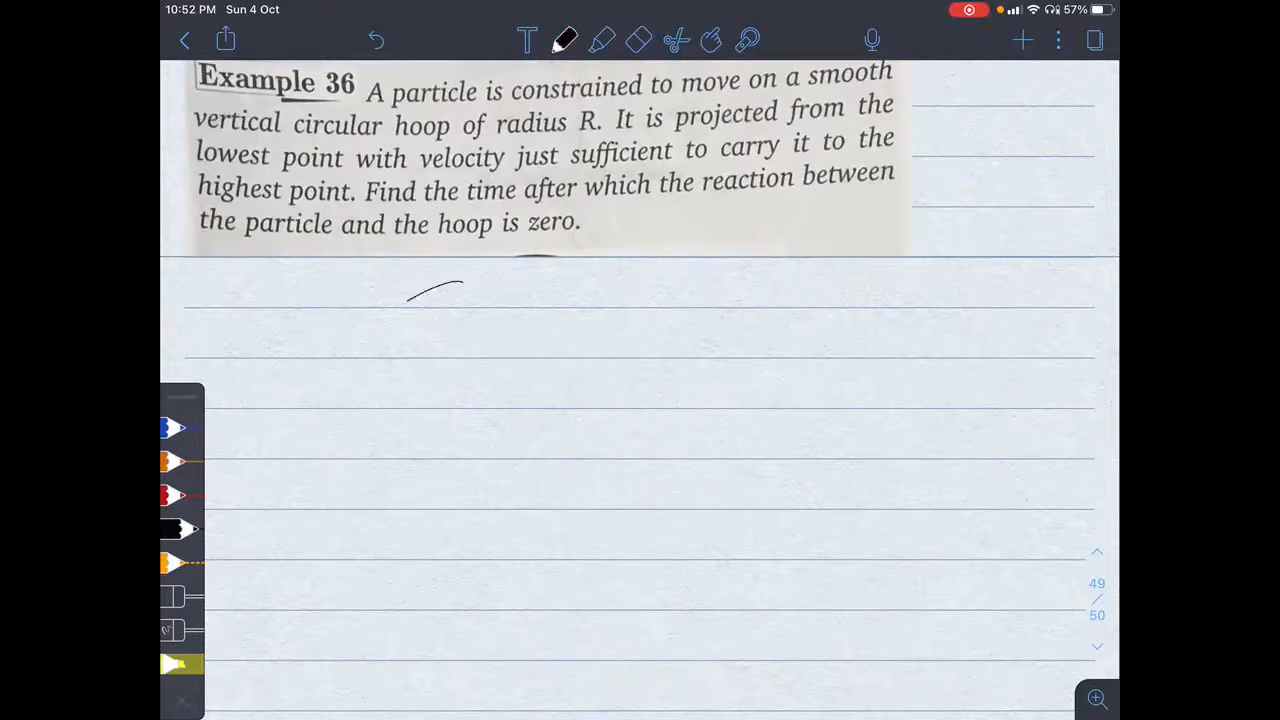 10:52 PM Sun 4 Oct
57%
T
Example 36 A particle is constrained to move on a smooth
vertical circular hoop of radius R. It is projected from the
lowest point with velocity just sufficient to carry it to the
highest point. Find the time after which the reaction between
the particle and the hoop is zero.
49
/
50